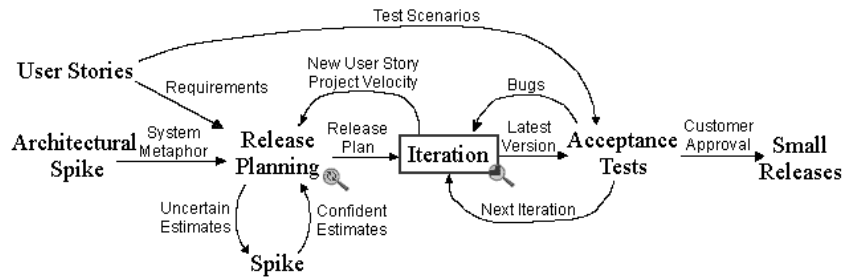 Test Scenarios
User Stories
Requirements
New User Story
Project Velocity
Bugs
Architectural
Spike
System
Metaphor
Release
Planning
Release
Plan
Iteration
Latest
Version
Acceptance
Tests
Customer
Approval
Small
Releases
Uncertain
Estimates
Confident
Estimates
Next Iteration
Spike